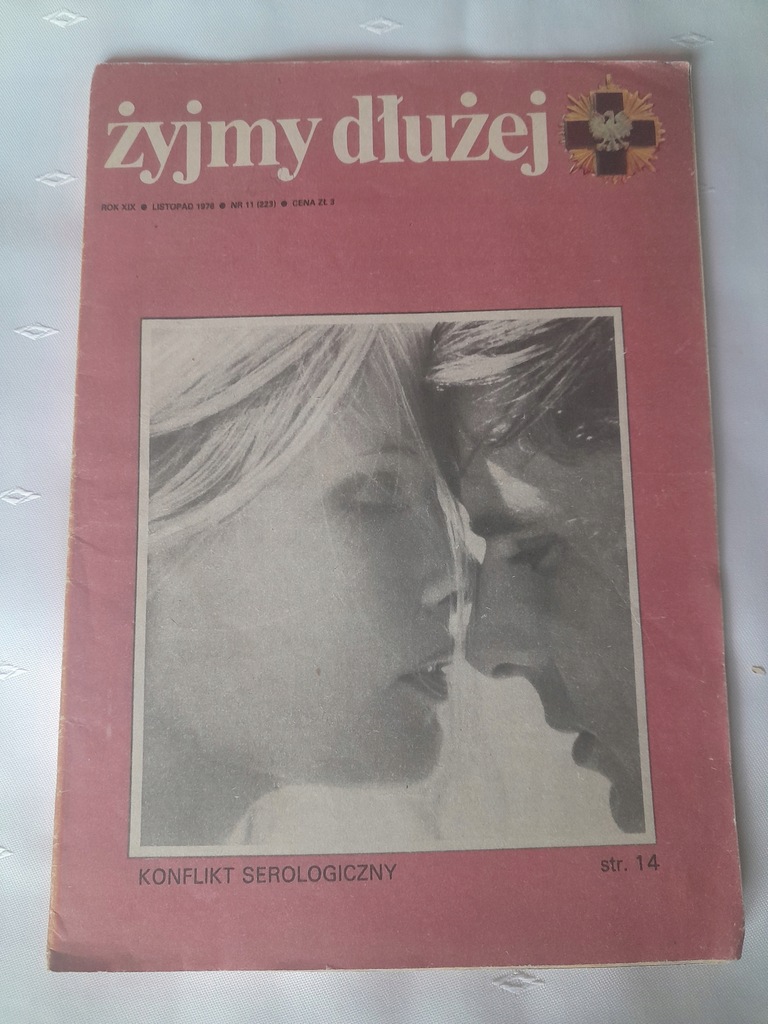 żyjmy dłużej
ROK XIX ● LISTOPAD 1976 ● NR 11 (223) ● CENA ZŁ 3
KONFLIKT SEROLOGICZNY
str. 14